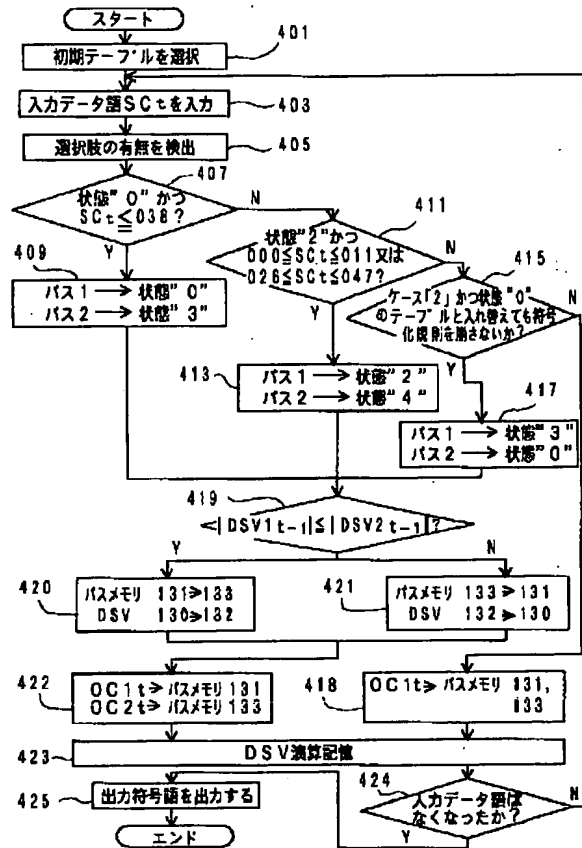 スタート
401
初期テーブルを選択
入力データ語SCtを入力
403
選択肢の有無を検出
405
407
状態"0"かつ
SCt≦038?
N
Y
411
状態"2"かつ
000≦SCt≦011又は
026≦SCt≦047?
N
Y
415
ケース「2」かつ状態"0"
のテーブルと入れ替えても符号
化規則を崩さないか?
N
Y
409
パス1→状態"0"
パス2→状態"3"
413
パス1→状態"2"
パス2→状態"4"
417
パス1→状態"3"
パス2→状態"0"
419
|DSV1t-1|≦|DSV2t-1|?
Y
N
420
パスメモリ 131⇒133
DSV 130⇒132
421
パスメモリ 133⇒131
DSV 132⇒130
422
OC1t⇒パスメモリ131
OC2t⇒パスメモリ133
418
OC1t⇒パスメモリ131,
133
423
DSV演算記憶
424
入力データ語は
なくなったか?
N
Y
425
出力符号語を出力する
エンド